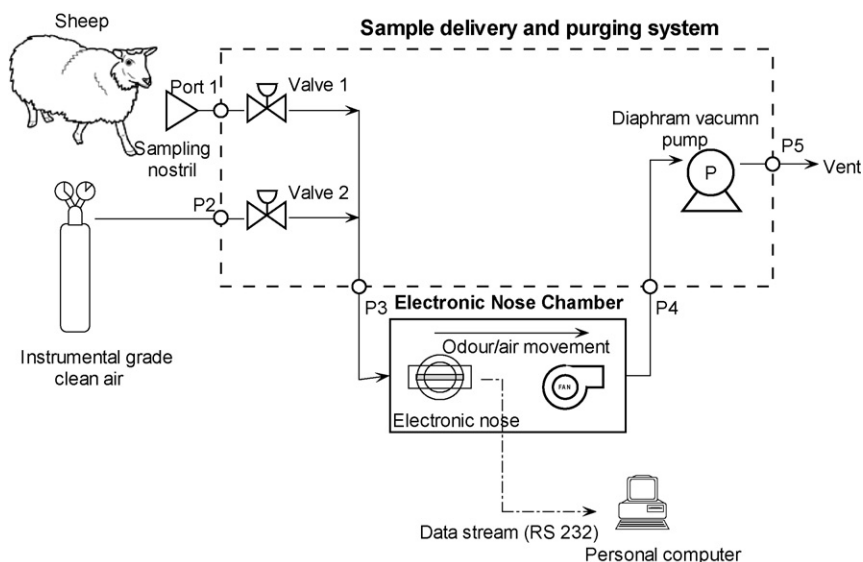 Sheep
Sample delivery and purging system
Port 1
Valve 1
Sampling
nostril
Diaphram vacumn
pump
P
P5
Vent
P2
Valve 2
Instrumental grade
clean air
P3
Electronic Nose Chamber
P4
Odour/air movement
FAN
Electronic nose
Data stream (RS 232)
Personal computer